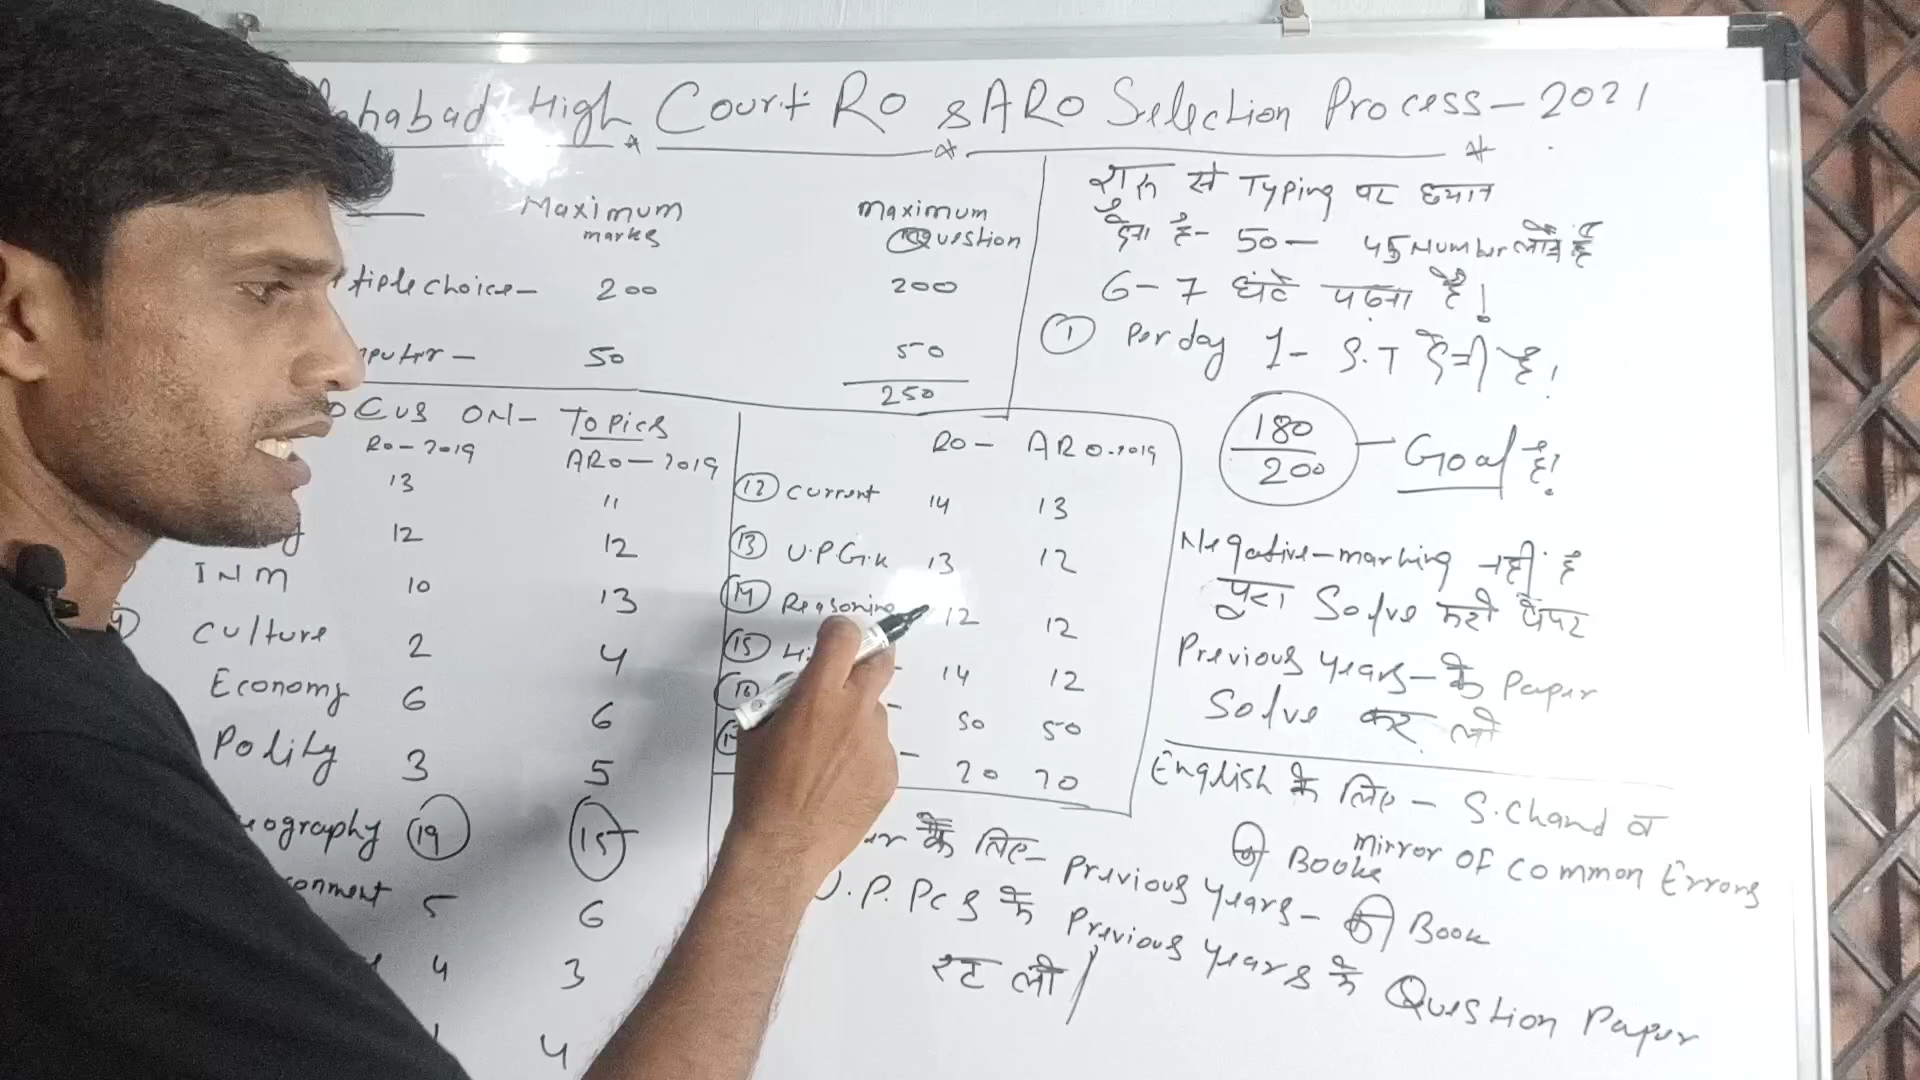 ahabad High Court RO & ARO Selection Process - 2021
Maximum marks
Maximum Question
tiple choice - 200 200
mputer - 50 50
250
शुरू से Typing पर ध्यान
देना है - 50 - 45 Number लाने हैं
6-7 घंटे पढ़ना है!
① Per day 1- S.T देनी है!
180/200 - Goal है!
Negative-marking नही है
पुरा Solve करो पेपर
Previous years - के Paper
Solve कर लो
ocus on - Topics
RO-2019 ARO-2019
13 11
12 12
INM 10 13
Culture 2 4
Economy 6 6
Polity 3 5
eography 19 15
onment 5 6
4 3
4
RO - ARO-2019
⑫ Current 14 13
⑬ U.P G.K 13 12
⑭ Reasoning 12 12
⑮ Hi 14 12
⑯ - 50 50
- 20 20
English के लिए - S.Chand व
Mirror of Common Errors
की Books
er के लिए - Previous years - की Book
U.P. Pcs के Previous years के Question Paper
रट लो